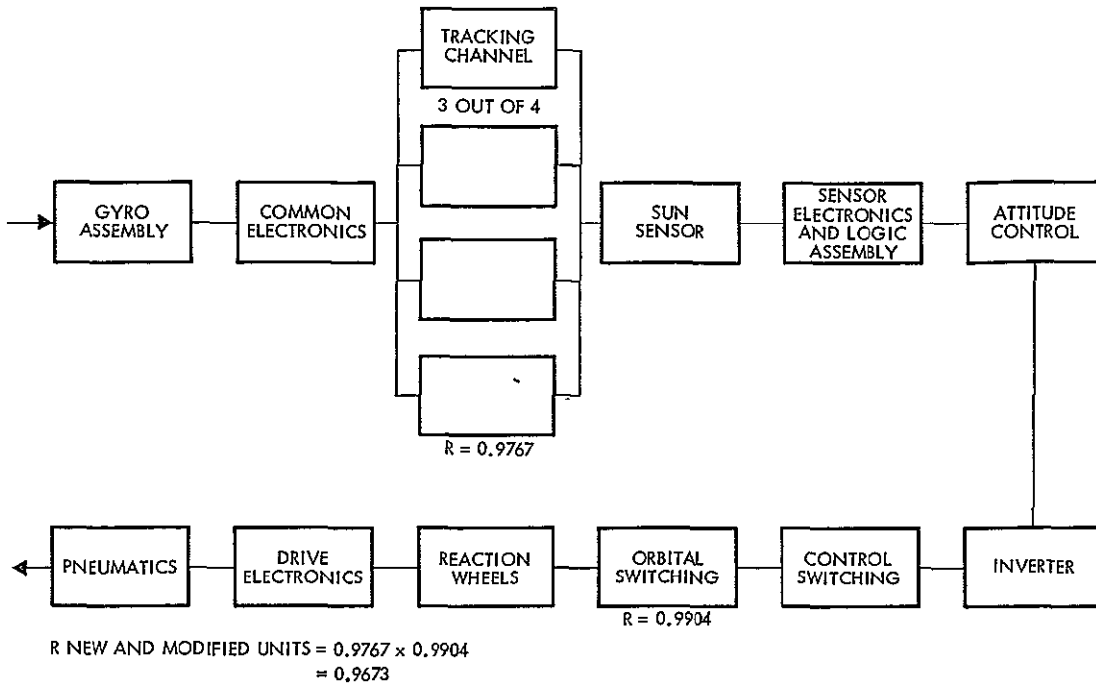 TRACKING
CHANNEL
3 OUT OF 4
R = 0.9767
GYRO
ASSEMBLY
COMMON
ELECTRONICS
SUN
SENSOR
SENSOR
ELECTRONICS
AND LOGIC
ASSEMBLY
ATTITUDE
CONTROL
PNEUMATICS
DRIVE
ELECTRONICS
REACTION
WHEELS
ORBITAL
SWITCHING
R = 0.9904
CONTROL
SWITCHING
INVERTER
R NEW AND MODIFIED UNITS = 0.9767 x 0.9904
= 0.9673